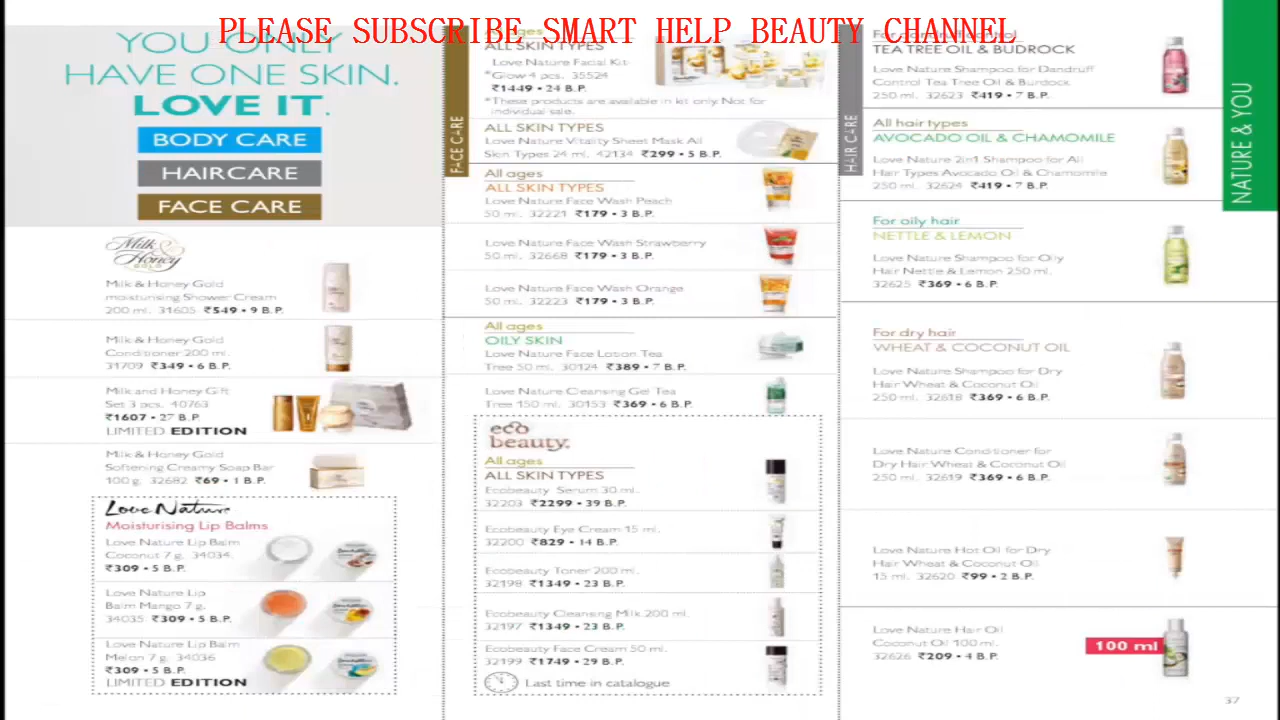 PLEASE SUBSCRIBE SMART HELP BEAUTY CHANNEL
YOU ONLY
HAVE ONE SKIN.
LOVE IT.
BODY CARE
HAIRCARE
FACE CARE
Milk &
Honey
GOLD
Milk & Honey Gold
moisturising Shower Cream
200 ml. 31605 ₹549 • 9 B.P.
Milk & Honey Gold
Conditioner 200 ml.
31709 ₹349 • 6 B.P.
Milk and Honey Gift
Set 3 pcs. 40763
₹1607 • 27 B.P.
LIMITED EDITION
Milk & Honey Gold
Softening Creamy Soap Bar
100 g. 32682 ₹69 • 1 B.P.
Love Nature
Moisturising Lip Balms
Love Nature Lip Balm
Coconut 7 g. 34034.
₹309 • 5 B.P.
Love Nature Lip
Balm Mango 7 g.
34035 ₹309 • 5 B.P.
Love Nature Lip Balm
Melon 7 g. 34036
₹309 • 5 B.P.
LIMITED EDITION
FACE CARE
All ages
ALL SKIN TYPES
Love Nature Facial Kit
*Glow 4 pcs. 35524
₹1449 • 24 B.P.
*These products are available in kit only. Not for
individual sale.
ALL SKIN TYPES
Love Nature Vitality Sheet Mask All
Skin Types 24 ml. 42134 ₹299 • 5 B.P.
All ages
ALL SKIN TYPES
Love Nature Face Wash Peach
50 ml. 32221 ₹179 • 3 B.P.
Love Nature Face Wash Strawberry
50 ml. 32668 ₹179 • 3 B.P.
Love Nature Face Wash Orange
50 ml. 32223 ₹179 • 3 B.P.
All ages
OILY SKIN
Love Nature Face Lotion Tea
Tree 50 ml. 30124 ₹389 • 7 B.P.
Love Nature Cleansing Gel Tea
Tree 150 ml. 30153 ₹369 • 6 B.P.
eco
beauty.
All ages
ALL SKIN TYPES
Ecobeauty Serum 30 ml.
32203 ₹2299 • 39 B.P.
Ecobeauty Eye Cream 15 ml.
32200 ₹829 • 14 B.P.
Ecobeauty Toner 200 ml.
32198 ₹1349 • 23 B.P.
Ecobeauty Cleansing Milk 200 ml.
32197 ₹1349 • 23 B.P.
Ecobeauty Face Cream 50 ml.
32199 ₹1749 • 29 B.P.
Last time in catalogue
HAIR CARE
TEA TREE OIL & BUDROCK
Love Nature Shampoo for Dandruff
Control Tea Tree Oil & Burdock
250 ml. 32623 ₹419 • 7 B.P.
All hair types
AVOCADO OIL & CHAMOMILE
Love Nature 2in1 Shampoo for All
Hair Types Avocado Oil & Chamomile
250 ml. 32624 ₹419 • 7 B.P.
For oily hair
NETTLE & LEMON
Love Nature Shampoo for Oily
Hair Nettle & Lemon 250 ml.
32625 ₹369 • 6 B.P.
For dry hair
WHEAT & COCONUT OIL
Love Nature Shampoo for Dry
Hair Wheat & Coconut Oil
250 ml. 32618 ₹369 • 6 B.P.
Love Nature Conditioner for
Dry Hair Wheat & Coconut Oil
250 ml. 32619 ₹369 • 6 B.P.
Love Nature Hot Oil for Dry
Hair Wheat & Coconut Oil
15 ml. 32620 ₹99 • 2 B.P.
Love Nature Hair Oil
Coconut Oil 100 ml.
32626 ₹209 • 4 B.P.
100 ml
NATURE & YOU
37